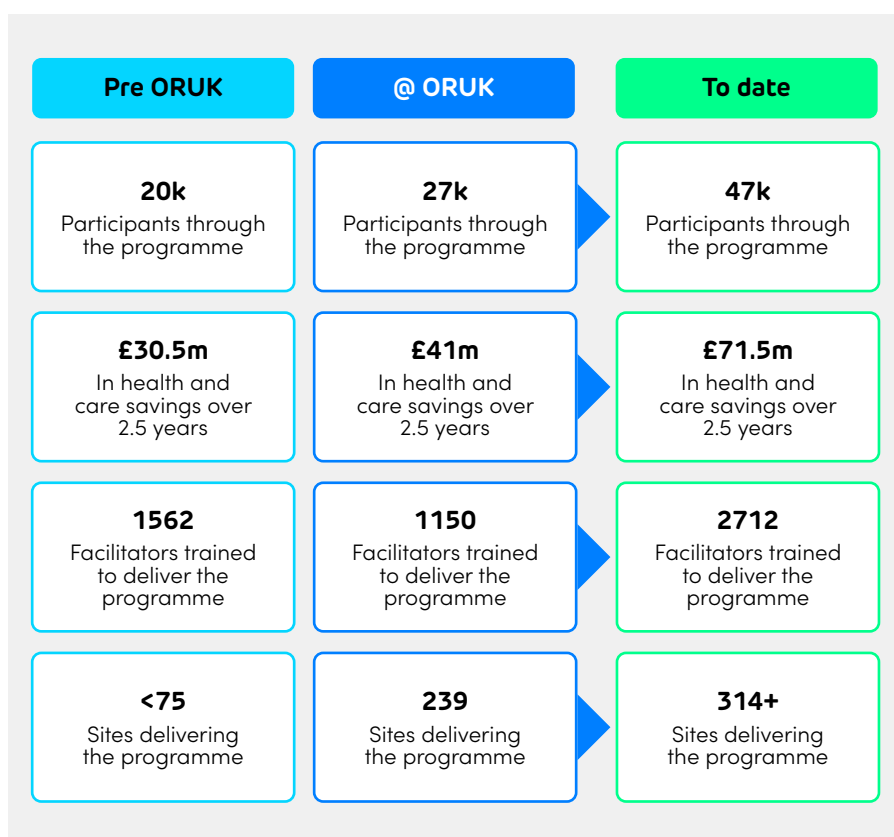 Pre ORUK
@ ORUK
To date
20k
Participants through
the programme
27k
Participants through
the programme
47k
Participants through
the programme
£30.5m
In health and
care savings over
2.5 years
£41m
In health and
care savings over
2.5 years
£71.5m
In health and
care savings over
2.5 years
1562
Facilitators trained
to deliver the
programme
1150
Facilitators trained
to deliver the
programme
2712
Facilitators trained
to deliver the
programme
<75
Sites delivering
the programme
239
Sites delivering
the programme
314+
Sites delivering
the programme